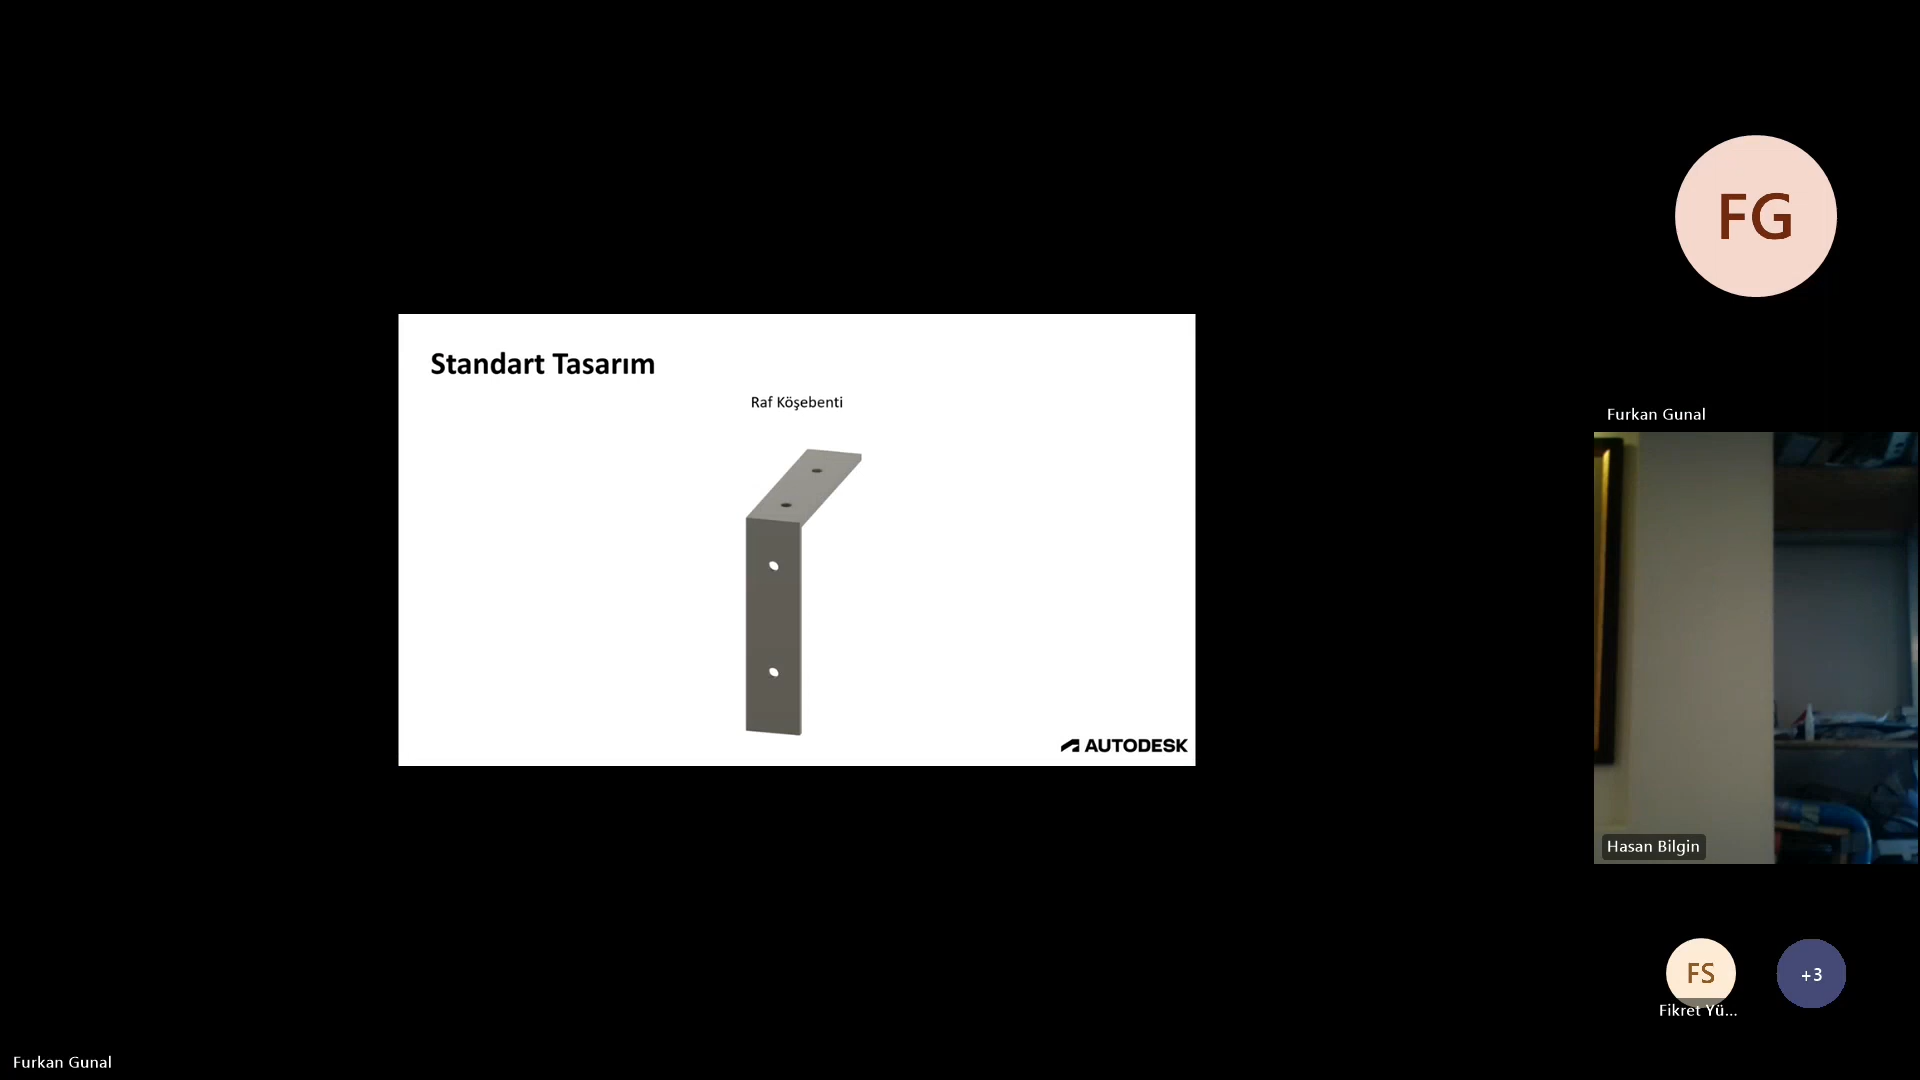 Standart Tasarım
Raf Köşebenti
AUTODESK
FG
Furkan Gunal
Hasan Bilgin
FS
Fikret Yü...
+3
Furkan Gunal